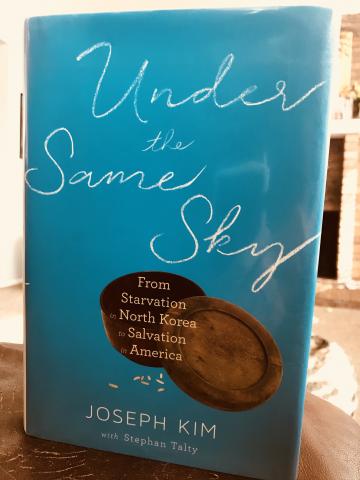 Under
the
Same
Sky
From
Starvation
in North Korea
to Salvation
in America
JOSEPH KIM
with Stephan Talty